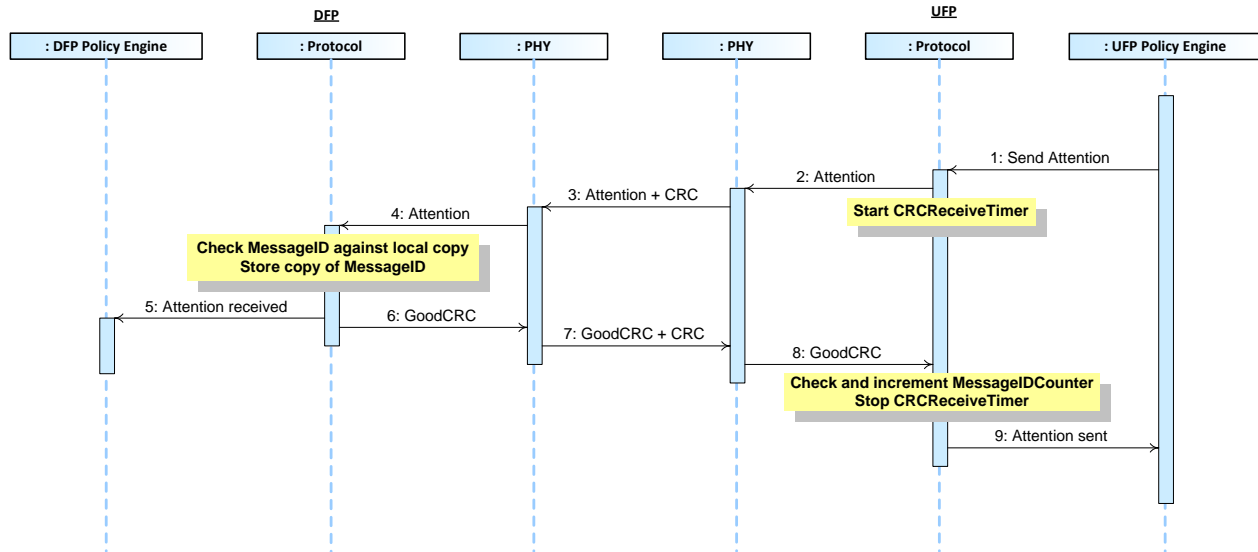 DFP
UFP
: DFP Policy Engine
: Protocol
: PHY
: PHY
: Protocol
: UFP Policy Engine
1: Send Attention
2: Attention
3: Attention + CRC
Start CRCReceiveTimer
4: Attention
Check MessageID against local copy
Store copy of MessageID
5: Attention received
6: GoodCRC
7: GoodCRC + CRC
8: GoodCRC
Check and increment MessageIDCounter
Stop CRCReceiveTimer
9: Attention sent